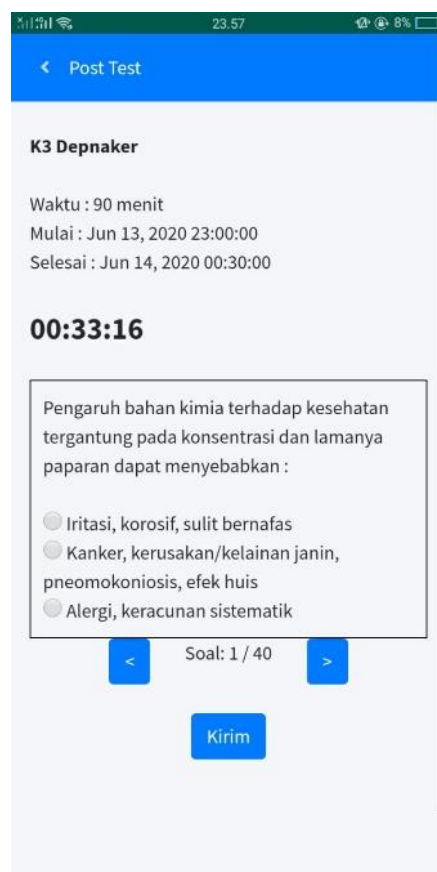 23.57
8%
Post Test
K3 Depnaker
Waktu : 90 menit
Mulai : Jun 13, 2020 23:00:00
Selesai : Jun 14, 2020 00:30:00
00:33:16
Pengaruh bahan kimia terhadap kesehatan
tergantung pada konsentrasi dan lamanya
paparan dapat menyebabkan :
Iritasi, korosif, sulit bernafas
Kanker, kerusakan/kelainan janin,
pneomokoniosis, efek huis
Alergi, keracunan sistematik
< Soal: 1 / 40 >
Kirim